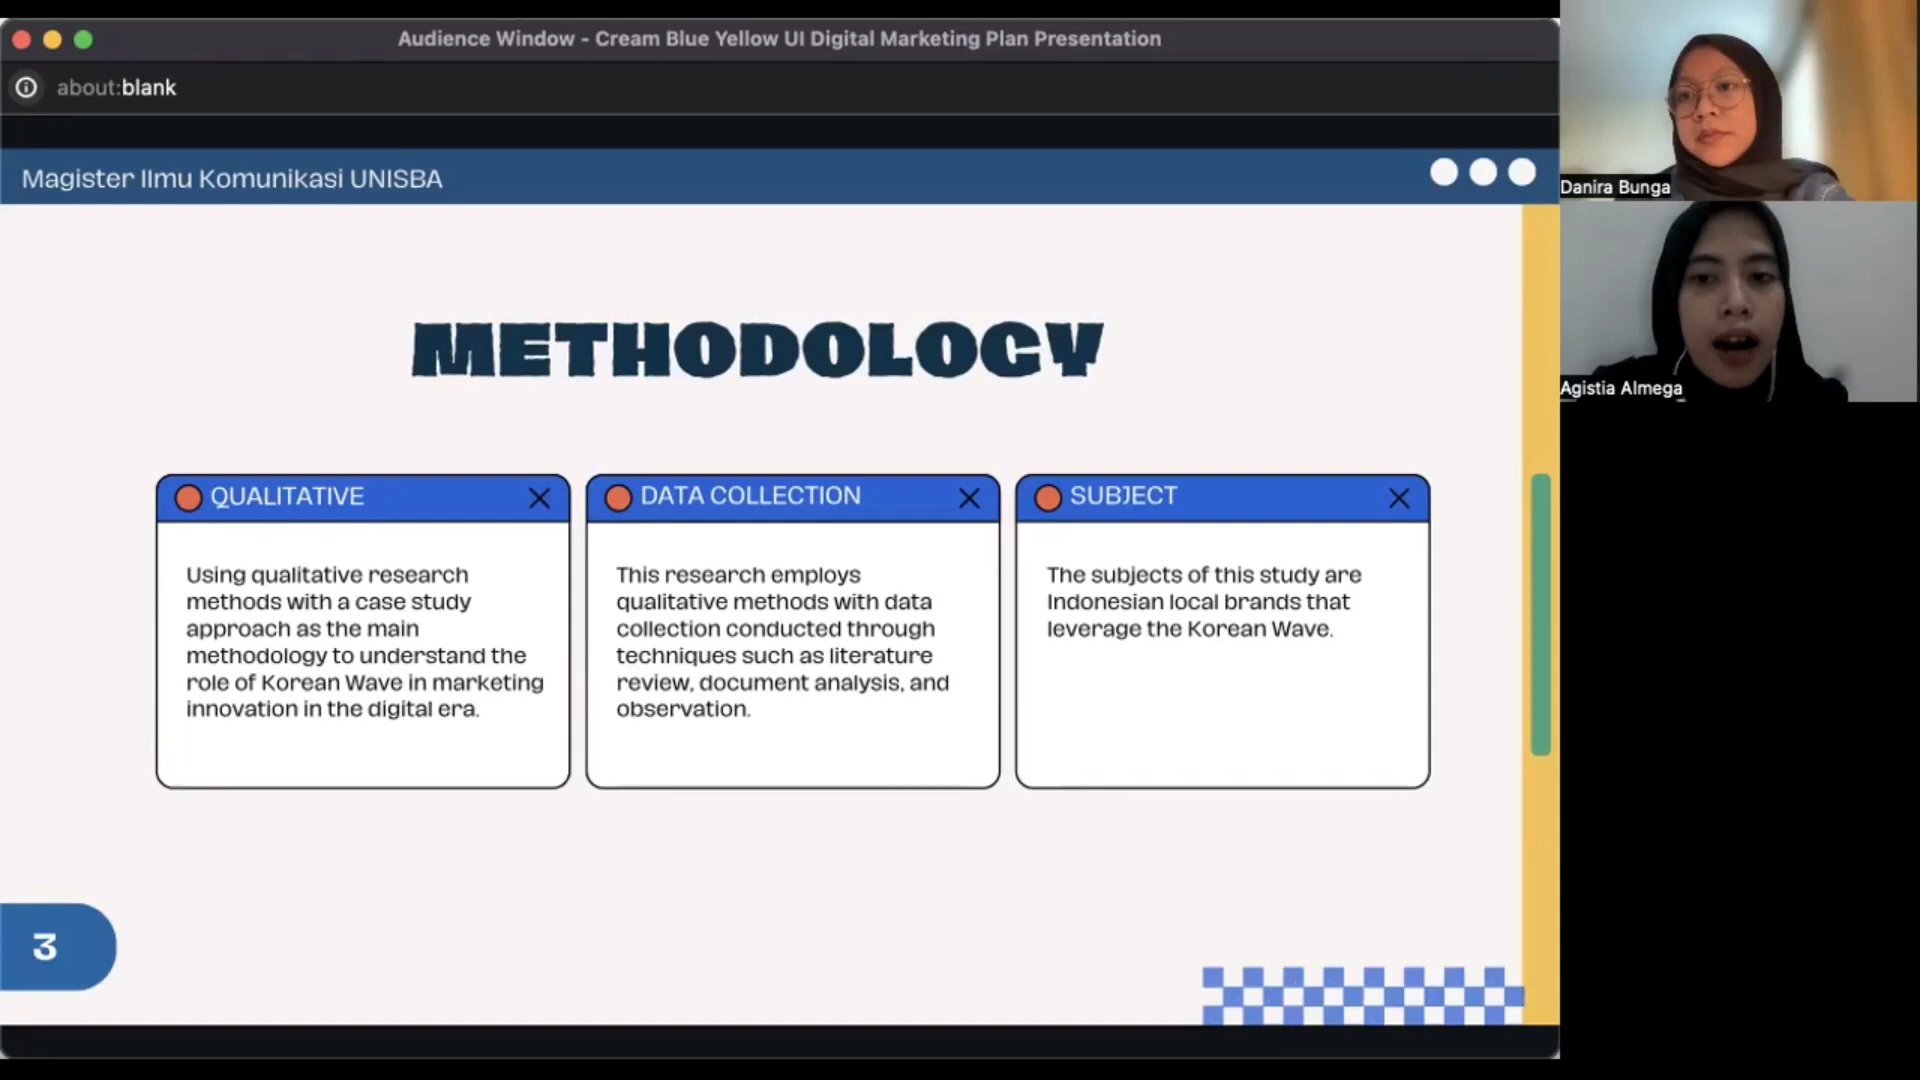 Audience Window - Cream Blue Yellow UI Digital Marketing Plan Presentation
about:blank
Magister Ilmu Komunikasi UNISBA
METHODOLOGY
QUALITATIVE
Using qualitative research
methods with a case study
approach as the main
methodology to understand the
role of Korean Wave in marketing
innovation in the digital era.
DATA COLLECTION
This research employs
qualitative methods with data
collection conducted through
techniques such as literature
review, document analysis, and
observation.
SUBJECT
The subjects of this study are
Indonesian local brands that
leverage the Korean Wave.
3
Danira Bunga
Agistia Almega